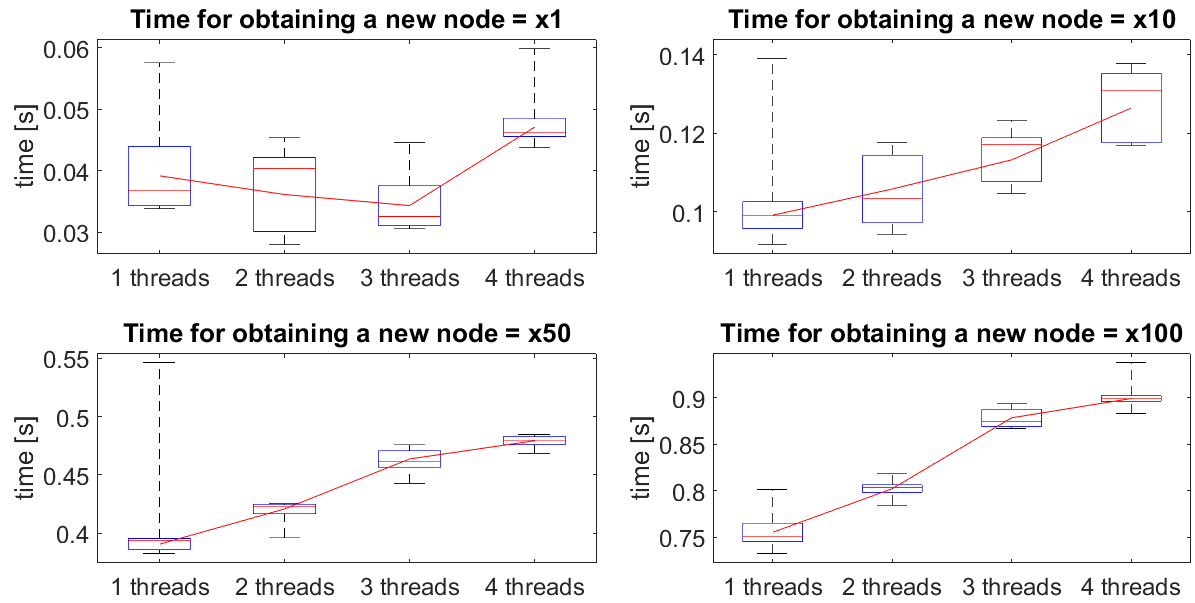 Time for obtaining a new node = x1
time [s]
0.06
0.05
0.04
0.03
1 threads 2 threads 3 threads 4 threads
Time for obtaining a new node = x10
time [s]
0.14
0.12
0.1
1 threads 2 threads 3 threads 4 threads
Time for obtaining a new node = x50
time [s]
0.55
0.5
0.45
0.4
1 threads 2 threads 3 threads 4 threads
Time for obtaining a new node = x100
time [s]
0.9
0.85
0.8
0.75
1 threads 2 threads 3 threads 4 threads